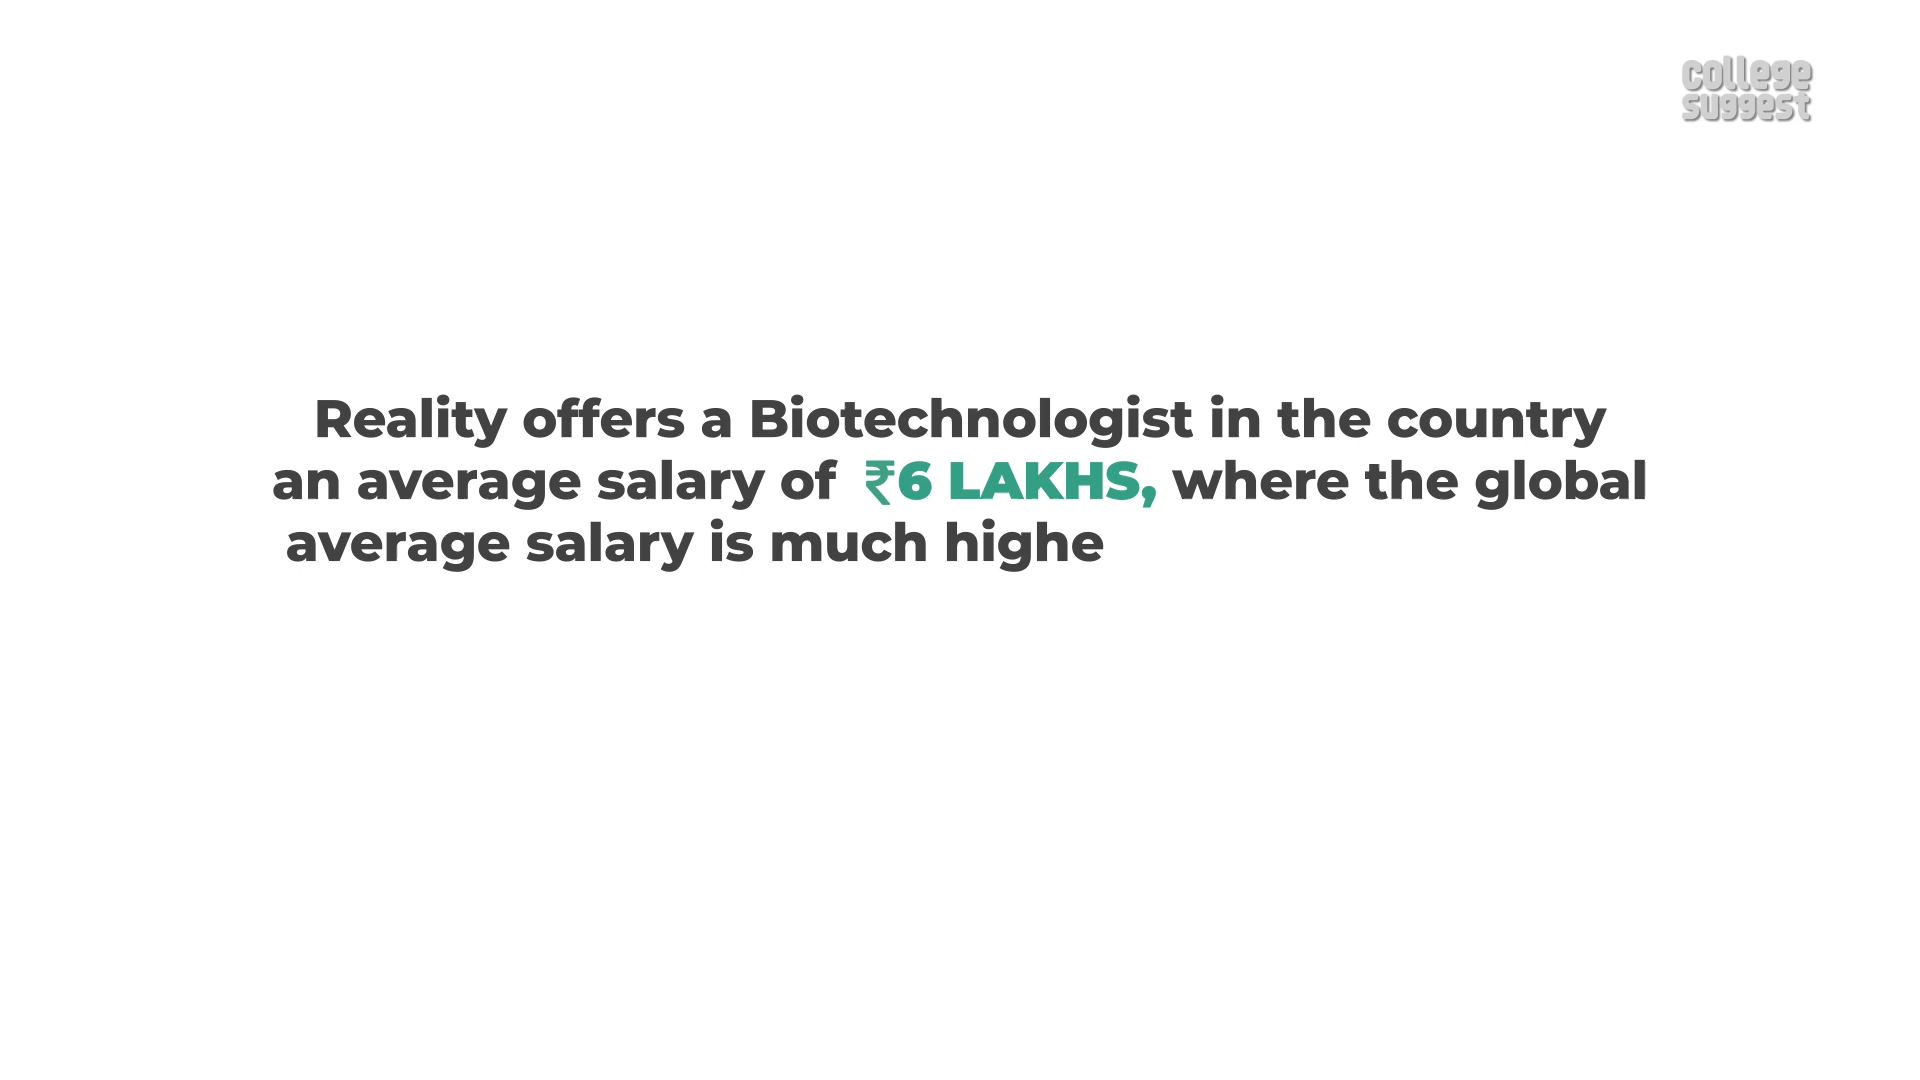 college
suggest
Reality offers a Biotechnologist in the country
an average salary of ₹6 LAKHS, where the global
average salary is much highe